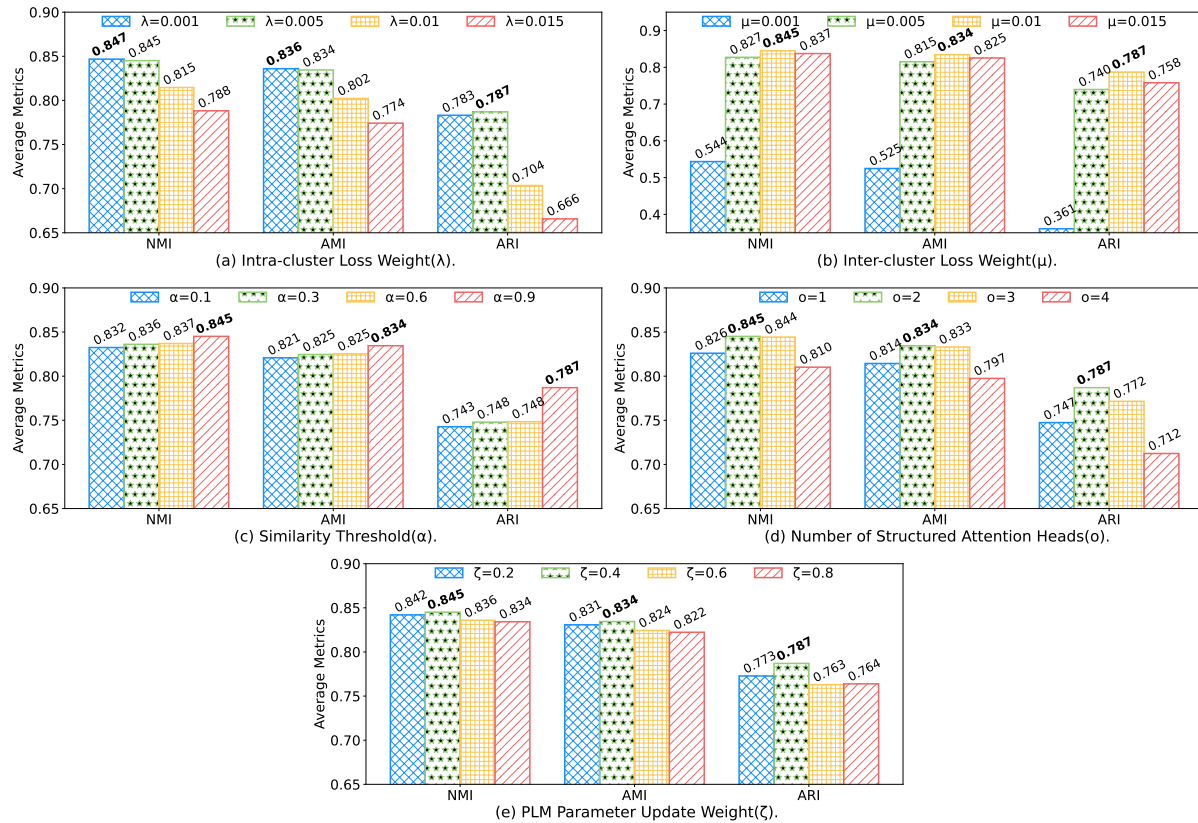 λ=0.001 λ=0.005 λ=0.01 λ=0.015
Average Metrics
0.90
0.85
0.80
0.75
0.70
0.65
0.847 0.845 0.815 0.788
0.836 0.834 0.802 0.774
0.783 0.787 0.704 0.666
NMI AMI ARI
(a) Intra-cluster Loss Weight(λ).
μ=0.001 μ=0.005 μ=0.01 μ=0.015
Average Metrics
0.9
0.8
0.7
0.6
0.5
0.4
0.544 0.827 0.845 0.837
0.525 0.815 0.834 0.825
0.361 0.740 0.787 0.758
NMI AMI ARI
(b) Inter-cluster Loss Weight(μ).
α=0.1 α=0.3 α=0.6 α=0.9
Average Metrics
0.90
0.85
0.80
0.75
0.70
0.65
0.832 0.836 0.837 0.845
0.821 0.825 0.825 0.834
0.743 0.748 0.748 0.787
NMI AMI ARI
(c) Similarity Threshold(α).
o=1 o=2 o=3 o=4
Average Metrics
0.90
0.85
0.80
0.75
0.70
0.65
0.826 0.845 0.844 0.810
0.814 0.834 0.833 0.797
0.747 0.787 0.772 0.712
NMI AMI ARI
(d) Number of Structured Attention Heads(o).
ζ=0.2 ζ=0.4 ζ=0.6 ζ=0.8
Average Metrics
0.90
0.85
0.80
0.75
0.70
0.65
0.842 0.845 0.836 0.834
0.831 0.834 0.824 0.822
0.773 0.787 0.763 0.764
NMI AMI ARI
(e) PLM Parameter Update Weight(ζ).